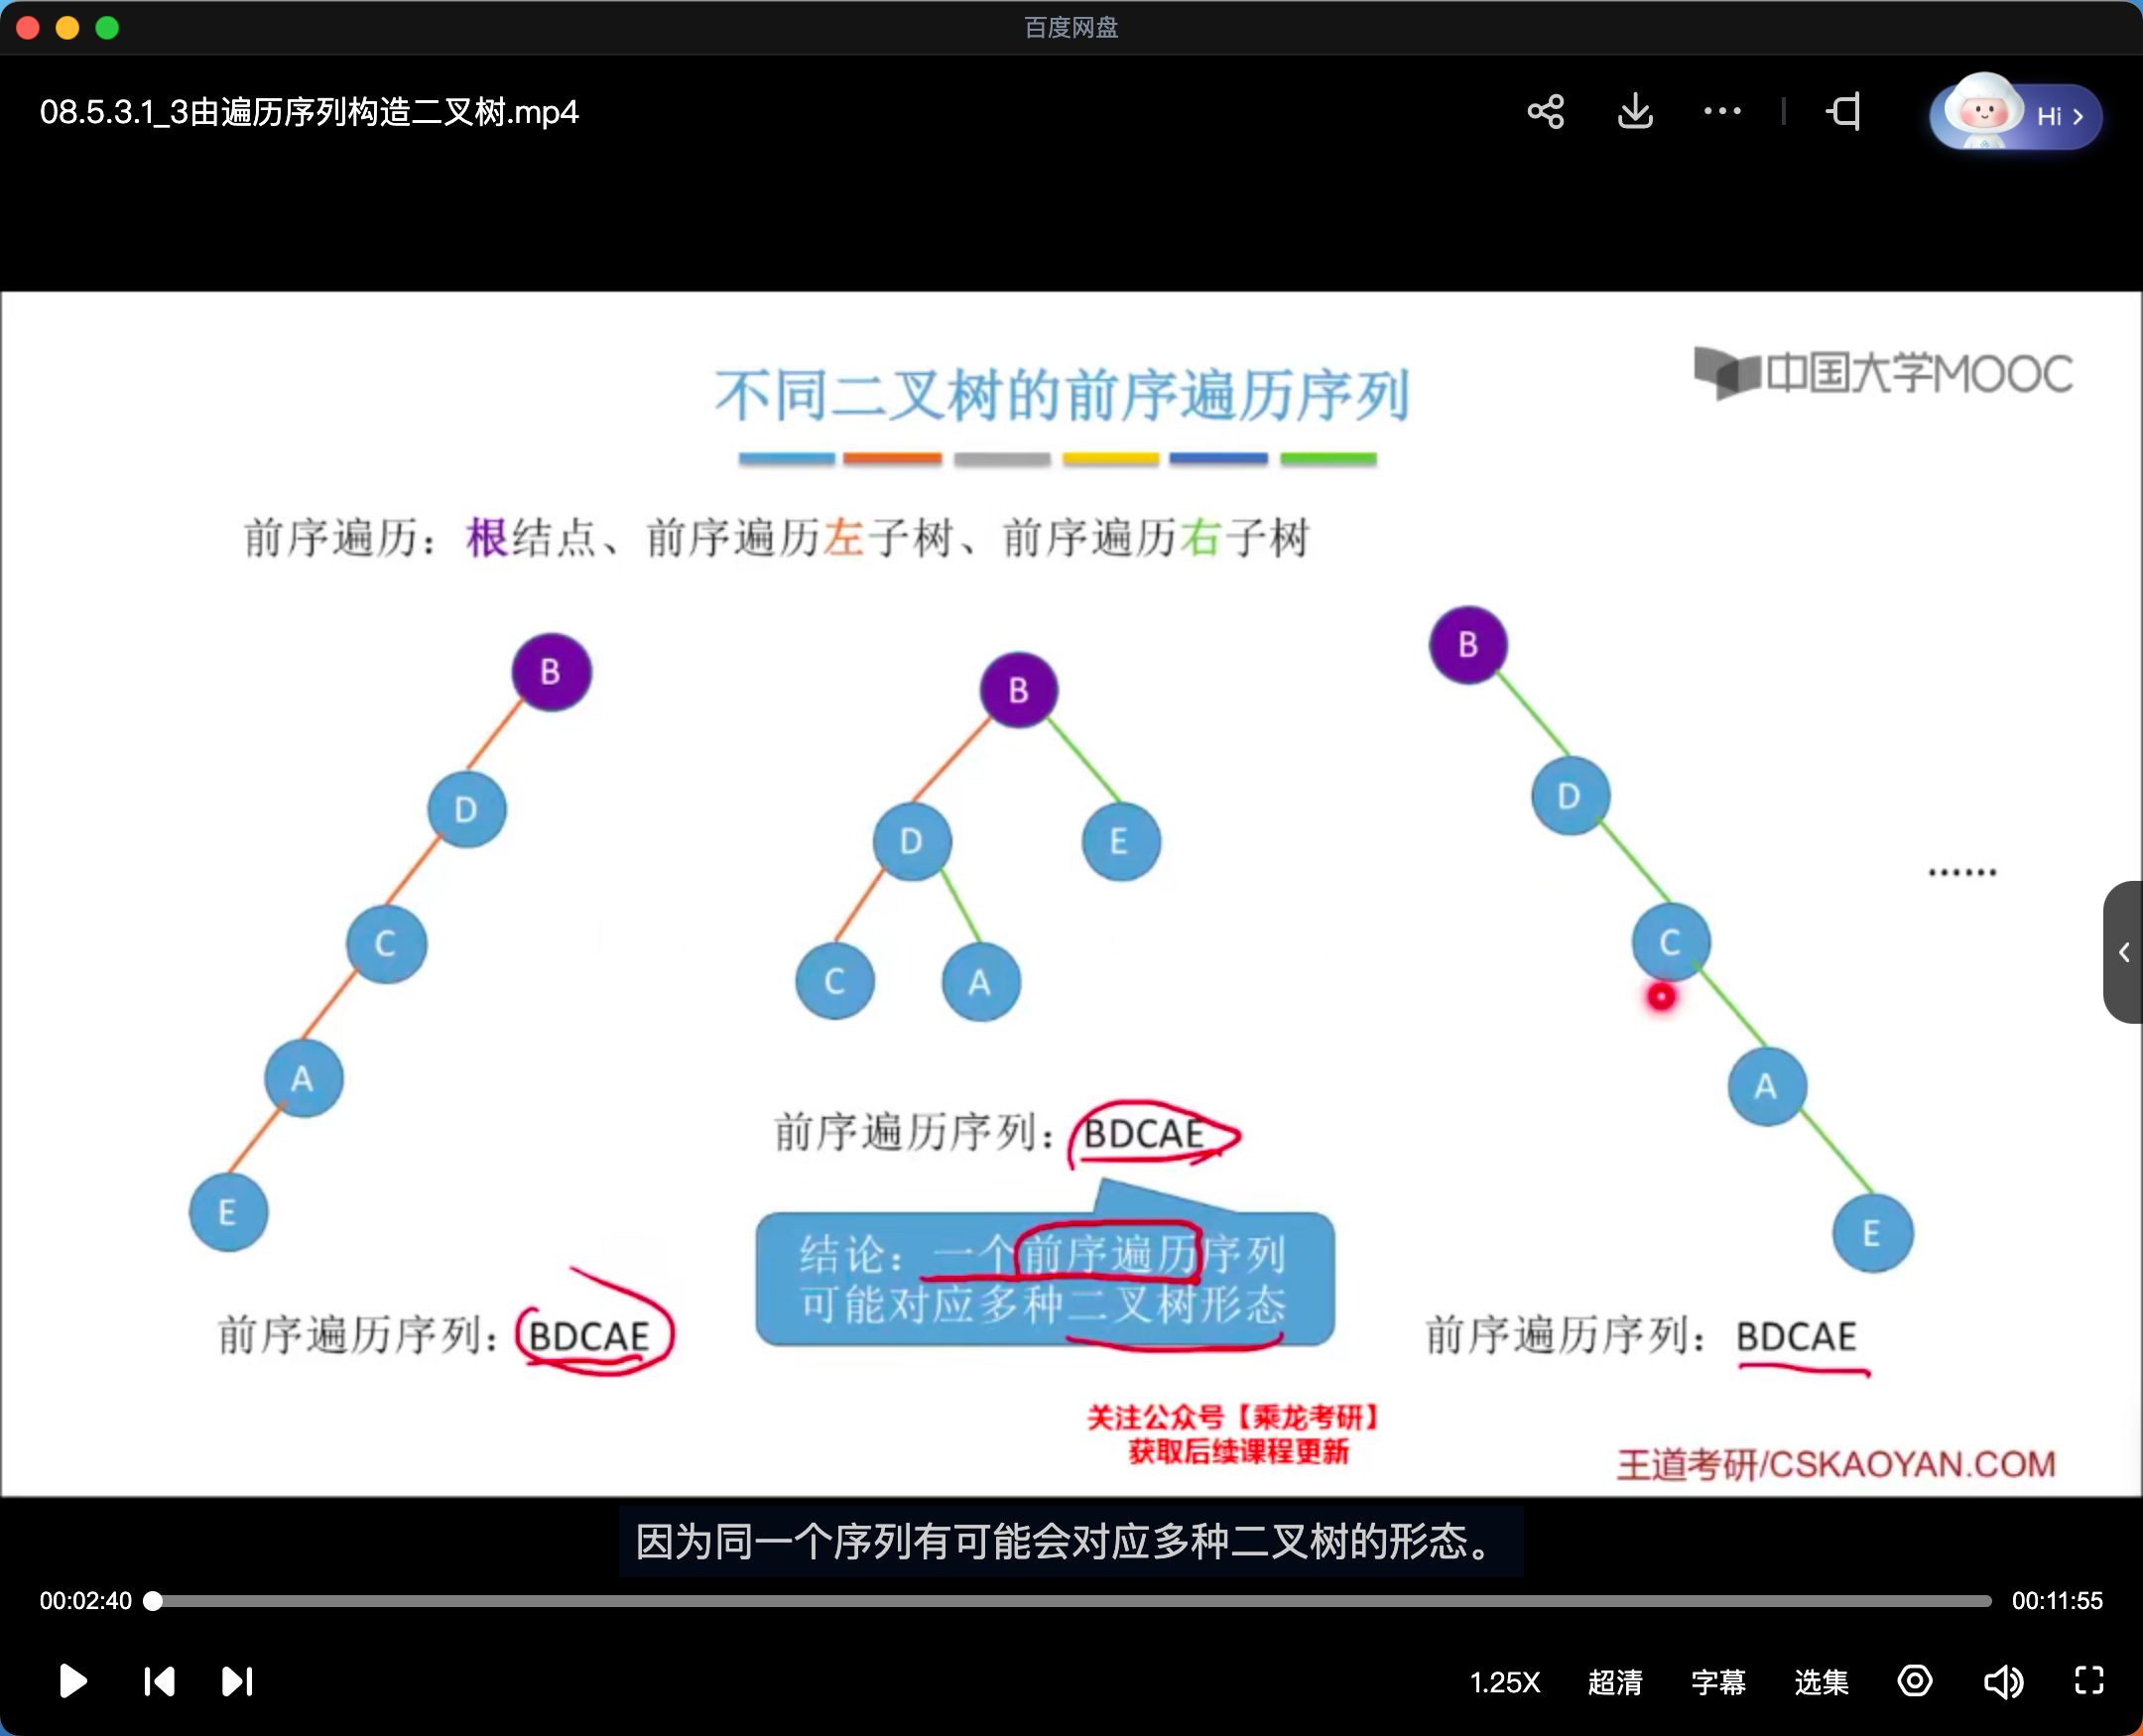 百度网盘
08.5.3.1_3由遍历序列构造二叉树.mp4
Hi
不同二叉树的前序遍历序列
中国大学MOOC
前序遍历：根结点、前序遍历左子树、前序遍历右子树
B
D
C
A
E
前序遍历序列：BDCAE
B
D
E
C
A
前序遍历序列：BDCAE
结论：一个前序遍历序列
可能对应多种二叉树形态
B
D
C
A
E
前序遍历序列：BDCAE
......
关注公众号【乘龙考研】
获取后续课程更新
王道考研/CSKAOYAN.COM
因为同一个序列有可能会对应多种二叉树的形态。
00:02:40
00:11:55
1.25X
超清
字幕
选集